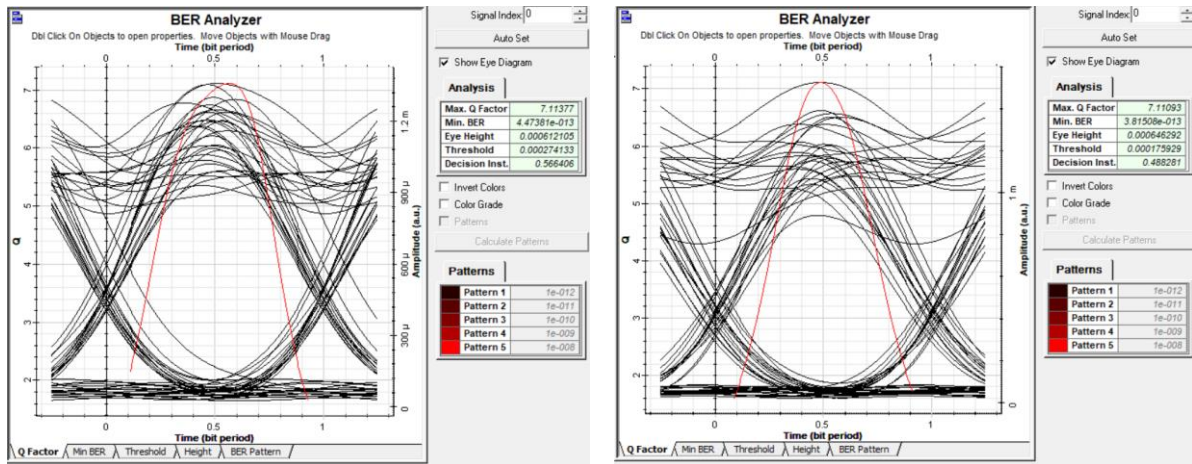 BER Analyzer
Dbl Click On Objects to open properties. Move Objects with Mouse Drag
Time (bit period)
0 0.5 1
7
6
5
4
3
2
Q
1.2 m
900 µ
600 µ
300 µ
0
Amplitude (a.u.)
0 0.5 1
Time (bit period)
Q Factor Min BER Threshold Height BER Pattern
Signal Index: 0
Auto Set
Show Eye Diagram
Analysis
Max. Q Factor 7.11377
Min. BER 4.47381e-013
Eye Height 0.000612105
Threshold 0.000274133
Decision Inst. 0.566406
Invert Colors
Color Grade
Patterns
Calculate Patterns
Patterns
Pattern 1 1e-012
Pattern 2 1e-011
Pattern 3 1e-010
Pattern 4 1e-009
Pattern 5 1e-008
BER Analyzer
Dbl Click On Objects to open properties. Move Objects with Mouse Drag
Time (bit period)
0 0.5 1
7
6
5
4
3
2
Q
1 m
0
Amplitude (a.u.)
0 0.5 1
Time (bit period)
Q Factor Min BER Threshold Height BER Pattern
Signal Index: 0
Auto Set
Show Eye Diagram
Analysis
Max. Q Factor 7.11093
Min. BER 3.81508e-013
Eye Height 0.000646292
Threshold 0.000175929
Decision Inst. 0.488281
Invert Colors
Color Grade
Patterns
Calculate Patterns
Patterns
Pattern 1 1e-012
Pattern 2 1e-011
Pattern 3 1e-010
Pattern 4 1e-009
Pattern 5 1e-008